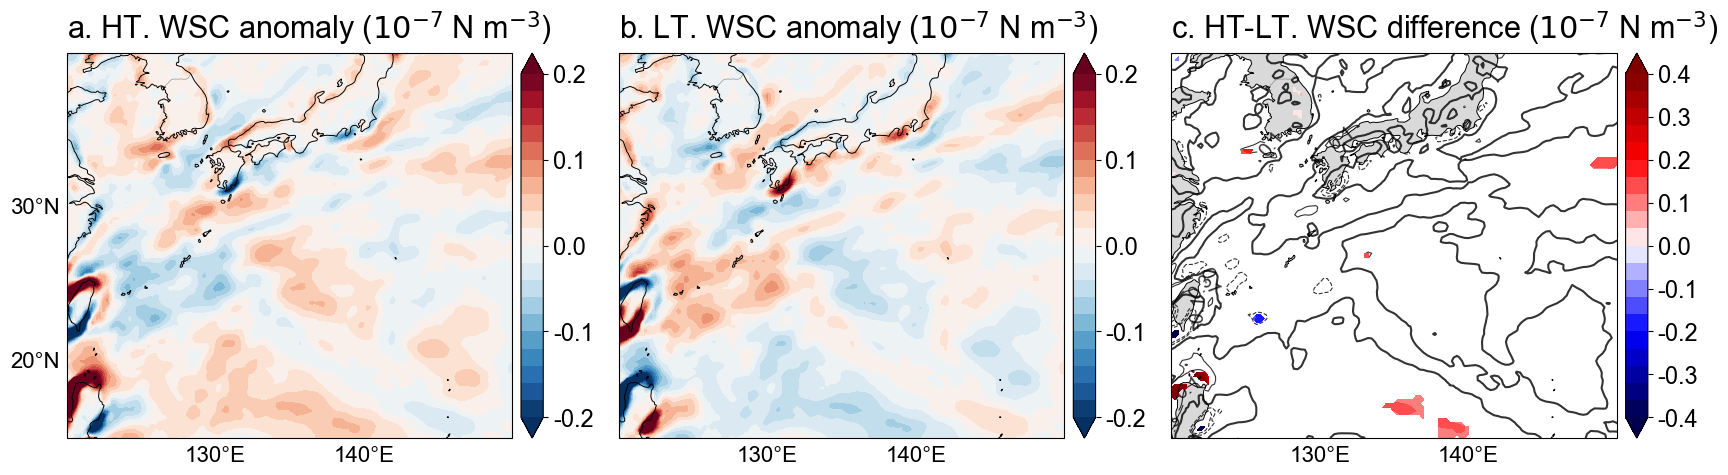 a. HT. WSC anomaly (10⁻⁷ N m⁻³)
b. LT. WSC anomaly (10⁻⁷ N m⁻³)
c. HT-LT. WSC difference (10⁻⁷ N m⁻³)
30°N
20°N
130°E
140°E
0.2
0.1
0.0
-0.1
-0.2
130°E
140°E
0.2
0.1
0.0
-0.1
-0.2
130°E
140°E
0.4
0.3
0.2
0.1
0.0
-0.1
-0.2
-0.3
-0.4